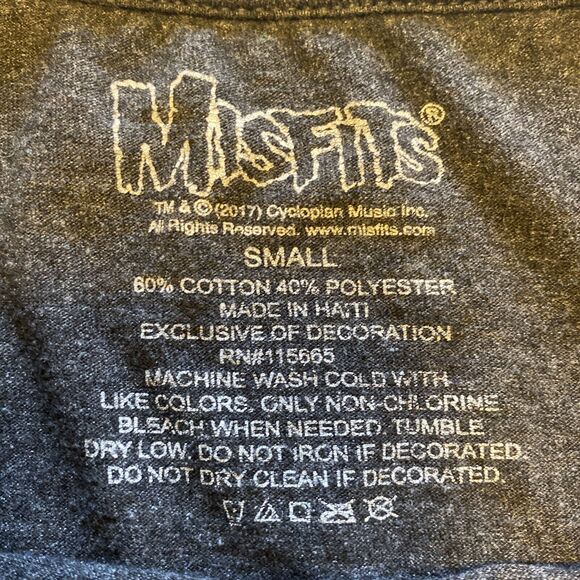 MISFITS®
TM & © (2017) Cyclopian Music Inc.
All Rights Reserved. www.misfits.com
SMALL
60% COTTON 40% POLYESTER
MADE IN HAITI
EXCLUSIVE OF DECORATION
RN#115665
MACHINE WASH COLD WITH
LIKE COLORS. ONLY NON-CHLORINE
BLEACH WHEN NEEDED. TUMBLE
DRY LOW. DO NOT IRON IF DECORATED.
DO NOT DRY CLEAN IF DECORATED.